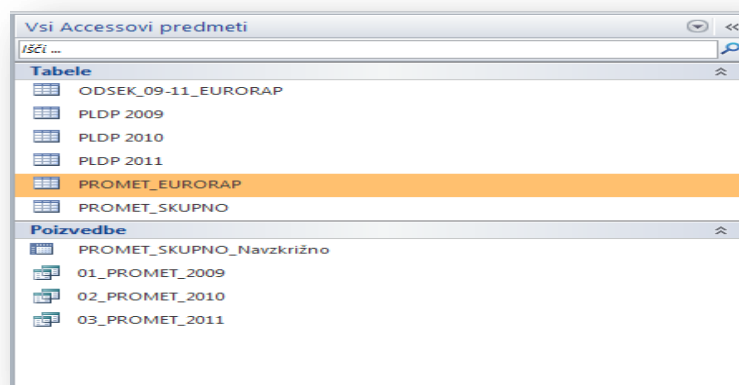 Vsi Accessovi predmeti
Išči ...
Tabele
ODSEK_09-11_EURORAP
PLDP 2009
PLDP 2010
PLDP 2011
PROMET_EURORAP
PROMET_SKUPNO
Poizvedbe
PROMET_SKUPNO_Navzkrižno
01_PROMET_2009
02_PROMET_2010
03_PROMET_2011